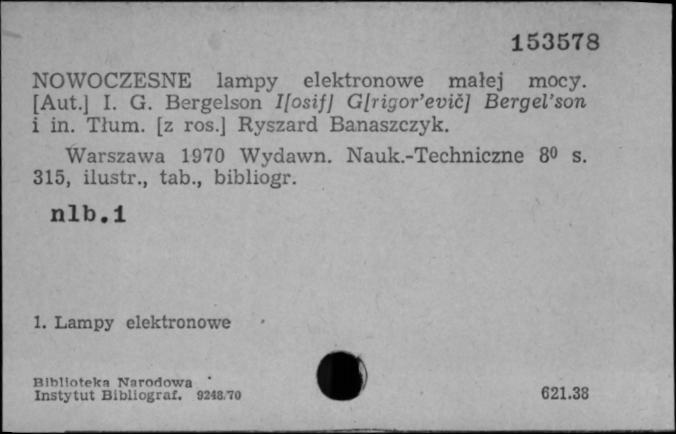 153578
NOWOCZESNE lampy elektronowe małej mocy.
[Aut.] I. G. Bergelson I[osif] G[rigor'evič] Bergel'son
i in. Tłum. [z ros.] Ryszard Banaszczyk.
Warszawa 1970 Wydawn. Nauk.-Techniczne 8⁰ s.
315, ilustr., tab., bibliogr.
nlb.1
1. Lampy elektronowe
Biblioteka Narodowa
Instytut Bibliograf. 9248/70
621.38